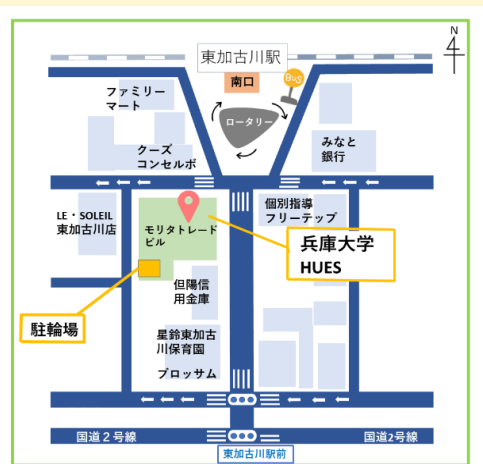 N
東加古川駅
南口
BUS
ロータリー
ファミリー
マート
クーズ
コンセルボ
みなと
銀行
LE・SOLEIL
東加古川店
モリタトレード
ビル
個別指導
フリーテップ
兵庫大学
HUES
但陽信
用金庫
駐輪場
星鈴東加古
川保育園
ブロッサム
国道２号線
国道2号線
東加古川駅前